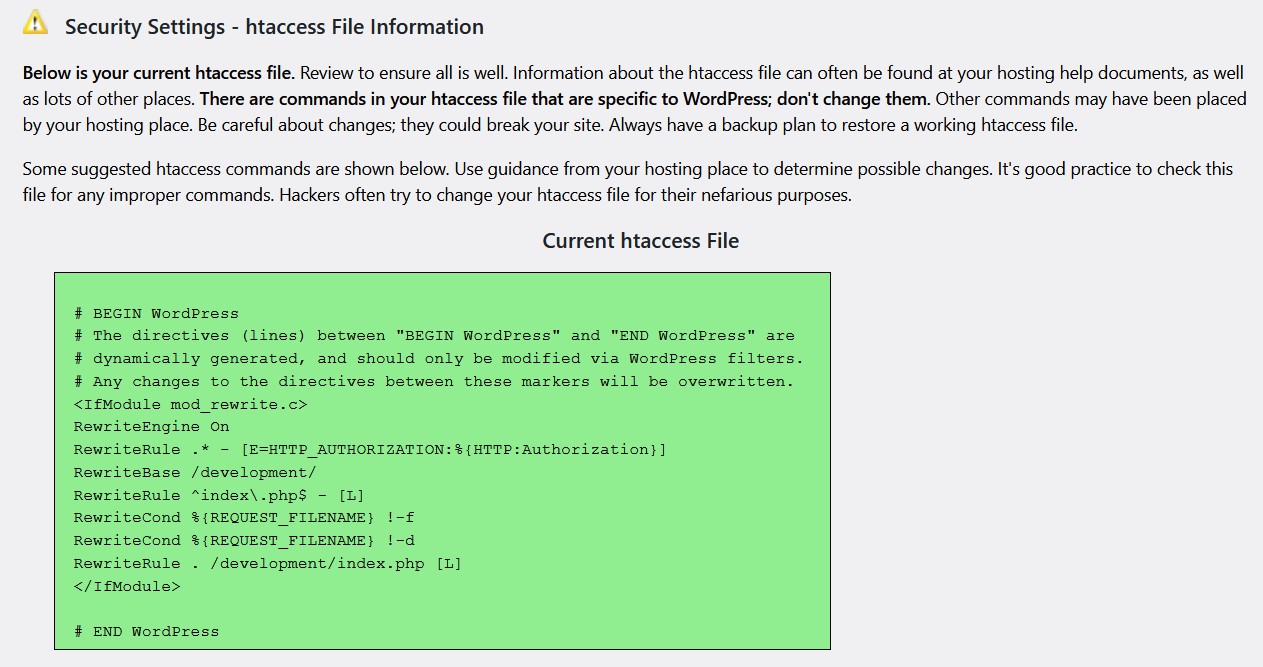 Security Settings - htaccess File Information
Below is your current htaccess file. Review to ensure all is well. Information about the htaccess file can often be found at your hosting help documents, as well
as lots of other places. There are commands in your htaccess file that are specific to WordPress; don't change them. Other commands may have been placed
by your hosting place. Be careful about changes; they could break your site. Always have a backup plan to restore a working htaccess file.
Some suggested htaccess commands are shown below. Use guidance from your hosting place to determine possible changes. It's good practice to check this
file for any improper commands. Hackers often try to change your htaccess file for their nefarious purposes.
Current htaccess File
# BEGIN WordPress
# The directives (lines) between "BEGIN WordPress" and "END WordPress" are
# dynamically generated, and should only be modified via WordPress filters.
# Any changes to the directives between these markers will be overwritten.
<IfModule mod_rewrite.c>
RewriteEngine On
RewriteRule .* - [E=HTTP_AUTHORIZATION:%{HTTP:Authorization}]
RewriteBase /development/
RewriteRule ^index\.php$ - [L]
RewriteCond %{REQUEST_FILENAME} !-f
RewriteCond %{REQUEST_FILENAME} !-d
RewriteRule . /development/index.php [L]
</IfModule>
# END WordPress